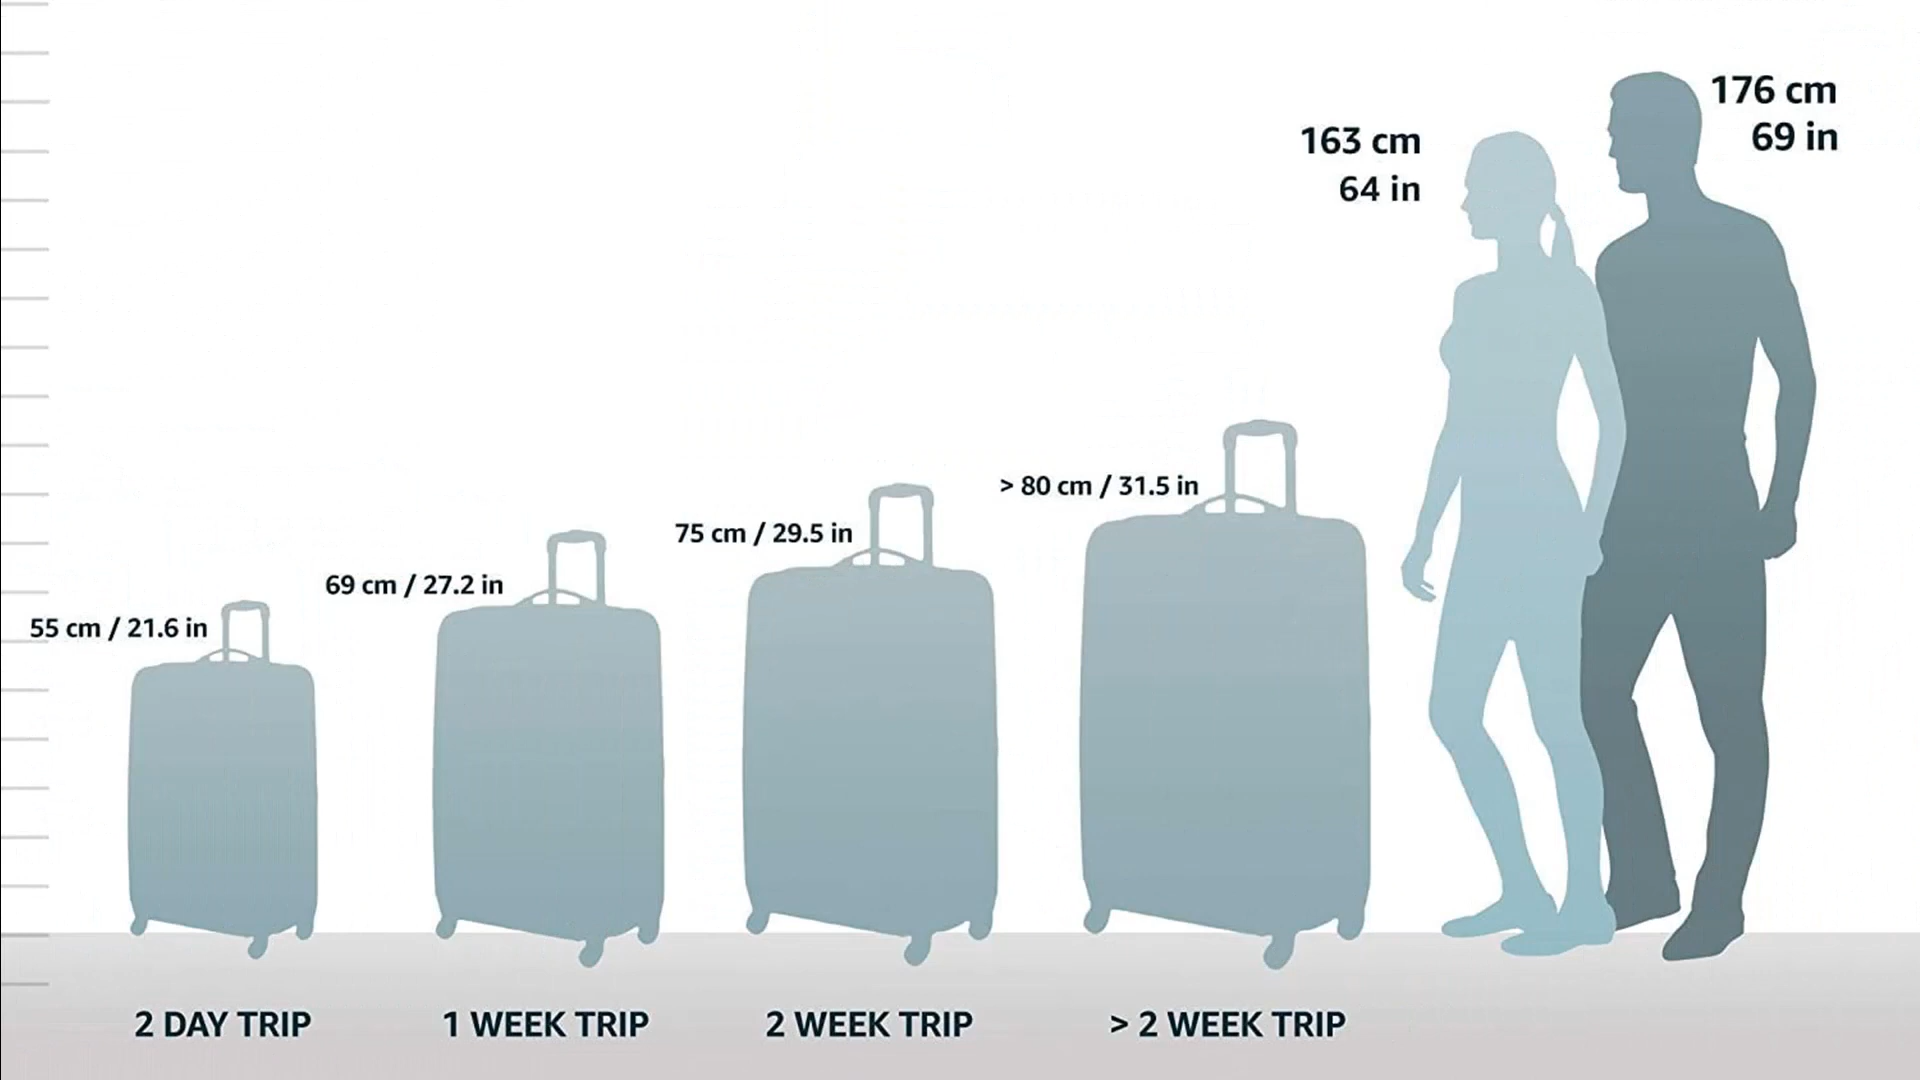 176 cm
69 in
163 cm
64 in
> 80 cm / 31.5 in
75 cm / 29.5 in
69 cm / 27.2 in
55 cm / 21.6 in
2 DAY TRIP
1 WEEK TRIP
2 WEEK TRIP
> 2 WEEK TRIP